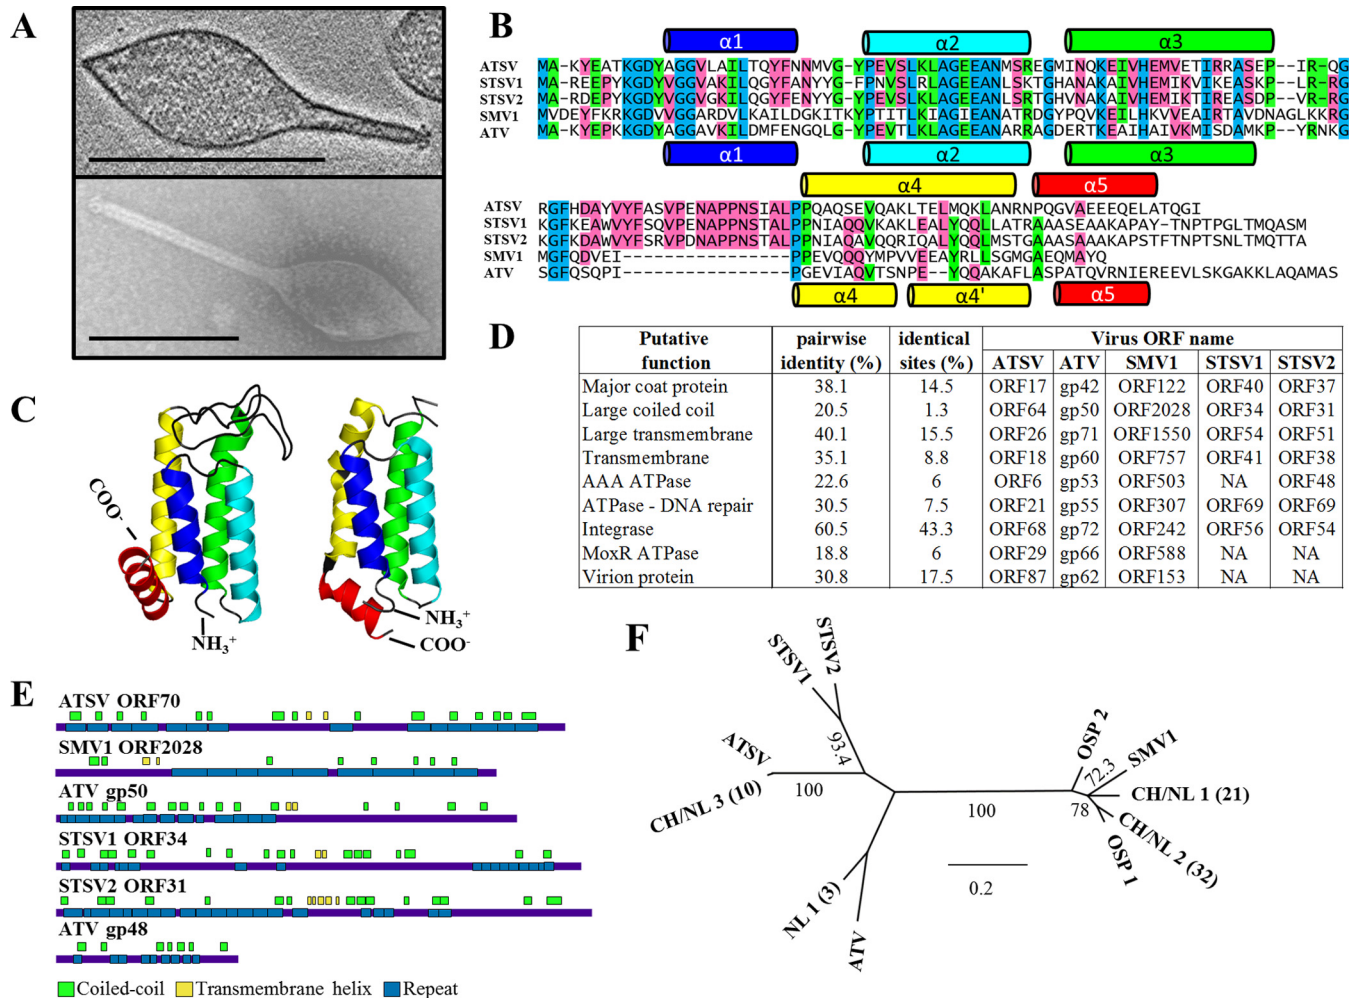 A
B
α1 α2 α3
ATSV MA-KYEATKGDYAGGVLAILTQYFNNMVG-YPEVSLKLAGEEANMSREGMINQKEIVHEMVETIRRASEP--IR-QG
STSV1 MA-REEPYKGDYVGGVGKILQGYFANYYG-FPNVSLRLAGEEANLSKTGHANAKAIVHEMIKVIKEASRP--LR-KG
STSV2 MA-RDEPYKGDYVGGVGKILQGYFENYYG-YPEVSLKLAGEEANLSRTGHVNAKAIVHEMIKTIREASDP--VR-RG
SMV1 MVDEYFKRGDVVGGARDVLKAILDGKITKYPTITLKIAGIEANATRDGYPQVKEILHKVVEAIRTAVDNAGLKKRG
ATV MA-KYEPKKGDYAGGAVKILDMFENGQLG-YPEVTLKLAGEEANARRAGDERTKEAIHAIVKMISDAMKP--YRNKG
α1 α2 α3
α4 α5
ATSV RGFHDAYVYFASVPENAPPNSIALPPQAQSEVQAKLTELMQKLANRNPQGVAEEEQELATQGI
STSV1 KGFKEAWVYFSRVPENAPPNSTALPPNIAQQVKAKLEALYQQLLATRAAASEAAKAPAY-TNPTPGLTMQASM
STSV2 KGFKDAWVYFSRVPDNAPPNSTALPPNIAQAVQQRIQALYQQLMSTGAAASAAAKAPSTFTNPTSNLTMQTTA
SMV1 KGFQDVEI---------------PPEVQQQYMPVVEEAYRLLSGMGAEQMAYQ
ATV SGFQSQPI---------------PGEVIAQVTSNPE-YQQAKAFLASPATQVRNIEREEVLSKGAKKLAQAMAS
α4 α4' α5
C
COO-
NH3+
NH3+
COO-
D
Putative function pairwise identity (%) identical sites (%) Virus ORF name
ATSV ATV SMV1 STSV1 STSV2
Major coat protein 38.1 14.5 ORF17 gp42 ORF122 ORF40 ORF37
Large coiled coil 20.5 1.3 ORF64 gp50 ORF2028 ORF34 ORF31
Large transmembrane 40.1 15.5 ORF26 gp71 ORF1550 ORF54 ORF51
Transmembrane 35.1 8.8 ORF18 gp60 ORF757 ORF41 ORF38
AAA ATPase 22.6 6 ORF6 gp53 ORF503 NA ORF48
ATPase - DNA repair 30.5 7.5 ORF21 gp55 ORF307 ORF69 ORF69
Integrase 60.5 43.3 ORF68 gp72 ORF242 ORF56 ORF54
MoxR ATPase 18.8 6 ORF29 gp66 ORF588 NA NA
Virion protein 30.8 17.5 ORF87 gp62 ORF153 NA NA
E
ATSV ORF70
SMV1 ORF2028
ATV gp50
STSV1 ORF34
STSV2 ORF31
ATV gp48
Coiled-coil Transmembrane helix Repeat
F
STSV1
STSV2
93.4
ATSV
100
CH/NL 3 (10)
NL 1 (3)
ATV
100
0.2
OSP 2
SMV1
72.3
CH/NL 1 (21)
78
CH/NL 2 (32)
OSP 1